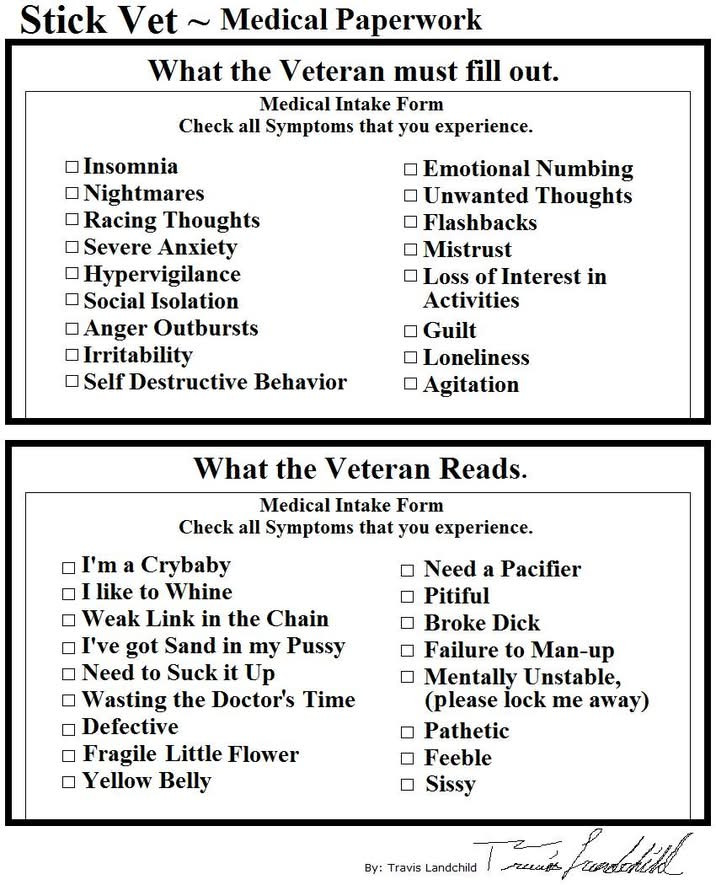 Stick Vet ~ Medical Paperwork
What the Veteran must fill out.
Medical Intake Form
Check all Symptoms that you experience.
Insomnia
Nightmares
Racing Thoughts
Severe Anxiety
Hypervigilance
Social Isolation
Anger Outbursts
Irritability
Self Destructive Behavior
Emotional Numbing
Unwanted Thoughts
Flashbacks
Mistrust
Loss of Interest in
Activities
Guilt
Loneliness
Agitation
What the Veteran Reads.
Medical Intake Form
Check all Symptoms that you experience.
I'm a Crybaby
I like to Whine
Weak Link in the Chain
I've got Sand in my Pussy
Need to Suck it Up
Wasting the Doctor's Time
Defective
Fragile Little Flower
Yellow Belly
Need a Pacifier
Pitiful
Broke Dick
Failure to Man-up
Mentally Unstable,
(please lock me away)
Pathetic
Feeble
Sissy
By: Travis Landchild Travis Landchild